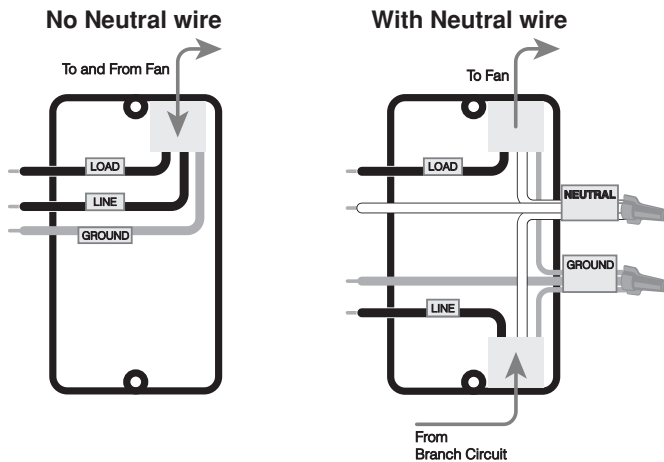 No Neutral wire
To and From Fan
LOAD
LINE
GROUND
With Neutral wire
To Fan
LOAD
NEUTRAL
GROUND
LINE
From
Branch Circuit